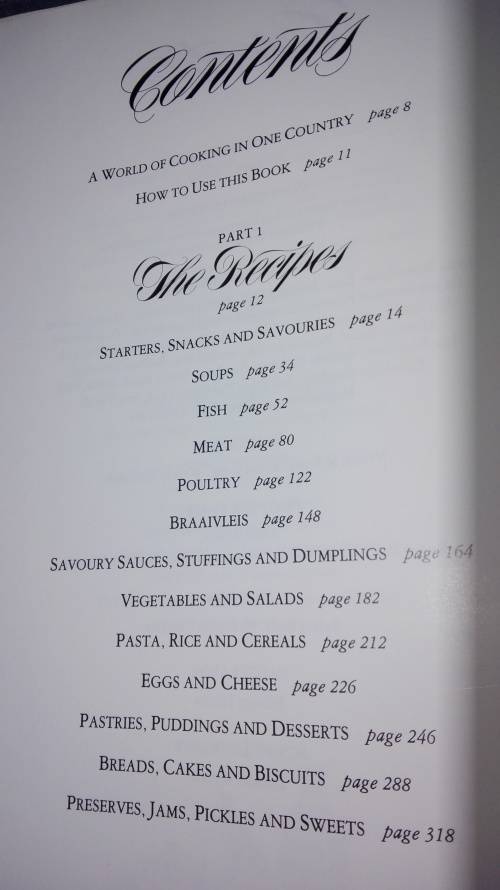 Contents
A WORLD OF COOKING IN ONE COUNTRY page 8
HOW TO USE THIS BOOK page 11
PART 1
The Recipes
page 12
STARTERS, SNACKS AND SAVOURIES page 14
SOUPS page 34
FISH page 52
MEAT page 80
POULTRY page 122
BRAAIVLEIS page 148
SAVOURY SAUCES, STUFFINGS AND DUMPLINGS page 164
VEGETABLES AND SALADS page 182
PASTA, RICE AND CEREALS page 212
EGGS AND CHEESE page 226
PASTRIES, PUDDINGS AND DESSERTS page 246
BREADS, CAKES AND BISCUITS page 288
PRESERVES, JAMS, PICKLES AND SWEETS page 318